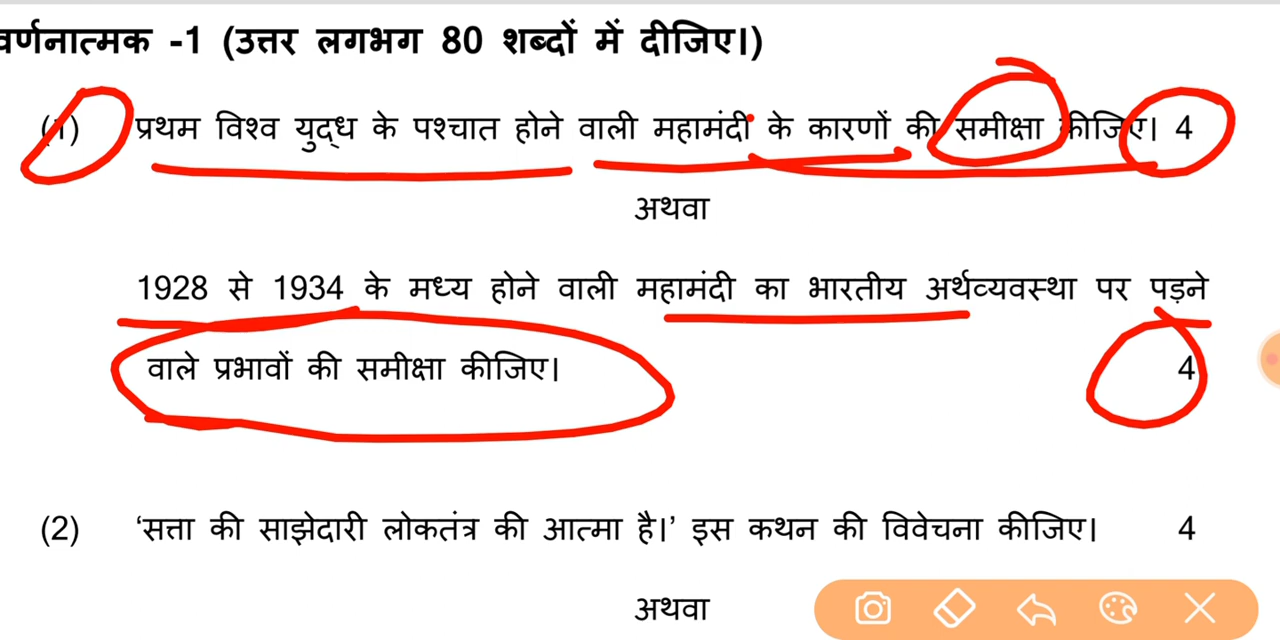 वर्णनात्मक -1 (उत्तर लगभग 80 शब्दों में दीजिए।)
(1) प्रथम विश्व युद्ध के पश्चात होने वाली महामंदी के कारणों की समीक्षा कीजिए। 4
अथवा
1928 से 1934 के मध्य होने वाली महामंदी का भारतीय अर्थव्यवस्था पर पड़ने
वाले प्रभावों की समीक्षा कीजिए। 4
(2) ‘सत्ता की साझेदारी लोकतंत्र की आत्मा है।’ इस कथन की विवेचना कीजिए। 4
अथवा